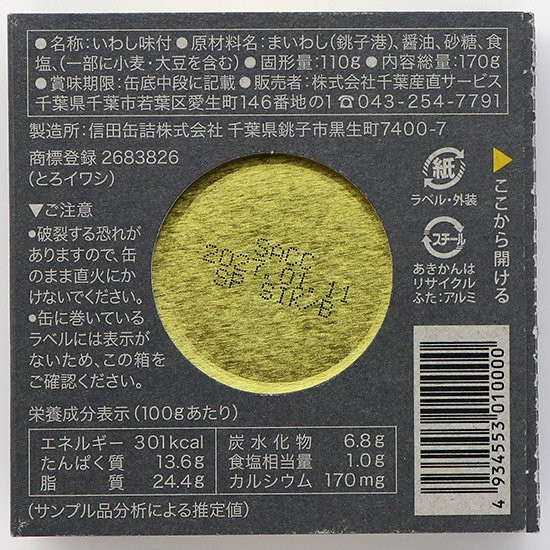 ●名称:いわし味付●原材料名:まいわし(銚子港)、醤油、砂糖、食
塩、(一部に小麦・大豆を含む)●固形量:110g●内容総量:170g
●賞味期限:缶底中段に記載●販売者:株式会社千葉産直サービス
千葉県千葉市若葉区愛生町146番地の1☎043-254-7791
製造所:信田缶詰株式会社 千葉県銚子市黒生町7400-7
商標登録 2683826
(とろイワシ)
▼ご注意
●破裂する恐れが
ありますので、缶
のまま直火にか
けないでください。
●缶に巻いている
ラベルには表示が
ないため、この箱を
ご確認ください。
SACC
01.11
SF SIK/B
紙
ラベル・外装
スチール
あきかんは
リサイクル
ふた:アルミ
▶ここから開ける
栄養成分表示(100gあたり)
エネルギー 301kcal
たんぱく質 13.6g
脂質 24.4g
炭水化物 6.8g
食塩相当量 1.0g
カルシウム 170mg
(サンプル品分析による推定値)
4 934553 010000